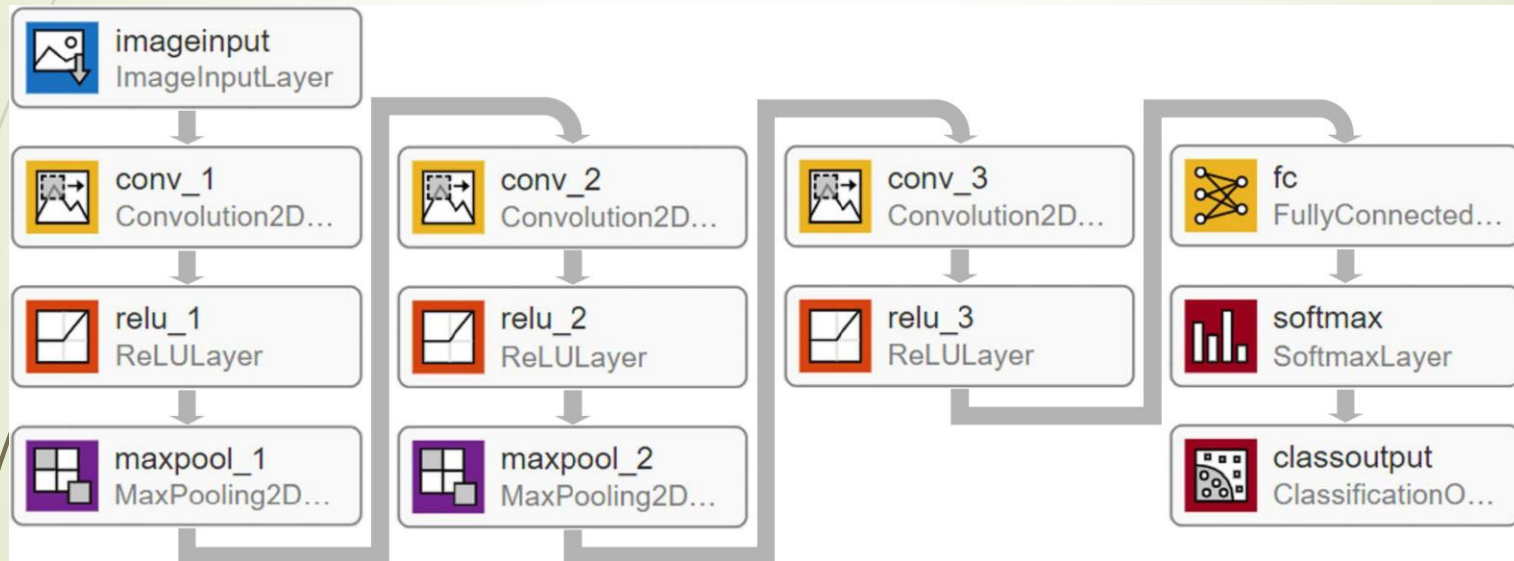 imageinput
ImageInputLayer
conv_1
Convolution2D...
relu_1
ReLULayer
maxpool_1
MaxPooling2D...
conv_2
Convolution2D...
relu_2
ReLULayer
maxpool_2
MaxPooling2D...
conv_3
Convolution2D...
relu_3
ReLULayer
fc
FullyConnected...
softmax
SoftmaxLayer
classoutput
ClassificationO...